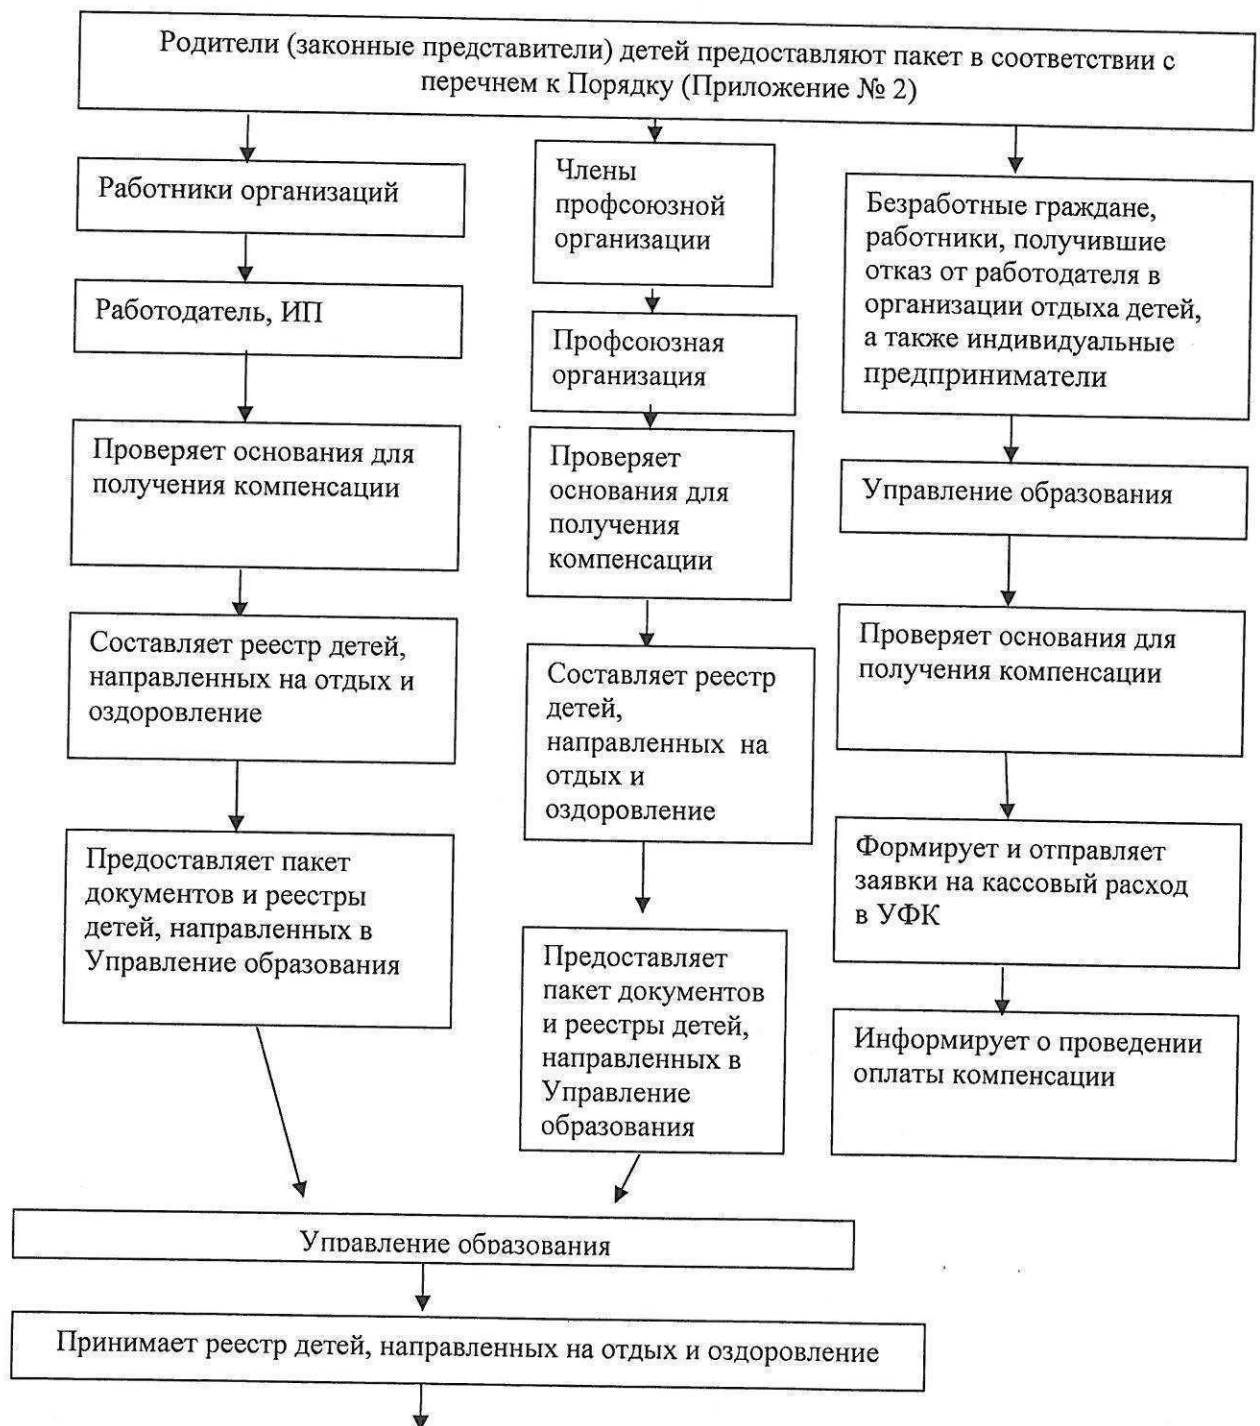 Родители (законные представители) детей предоставляют пакет в соответствии с
перечнем к Порядку (Приложение № 2)
Работники организаций
Работодатель, ИП
Проверяет основания для
получения компенсации
Составляет реестр детей,
направленных на отдых и
оздоровление
Предоставляет пакет
документов и реестры
детей, направленных в
Управление образования
Члены
профсоюзной
организации
Профсоюзная
организация
Проверяет
основания для
получения
компенсации
Составляет реестр
детей,
направленных на
отдых и
оздоровление
Предоставляет
пакет документов
и реестры детей,
направленных в
Управление
образования
Безработные граждане,
работники, получившие
отказ от работодателя в
организации отдыха детей,
а также индивидуальные
предприниматели
Управление образования
Проверяет основания для
получения компенсации
Формирует и отправляет
заявки на кассовый расход
в УФК
Информирует о проведении
оплаты компенсации
Управление образования
Принимает реестр детей, направленных на отдых и оздоровление